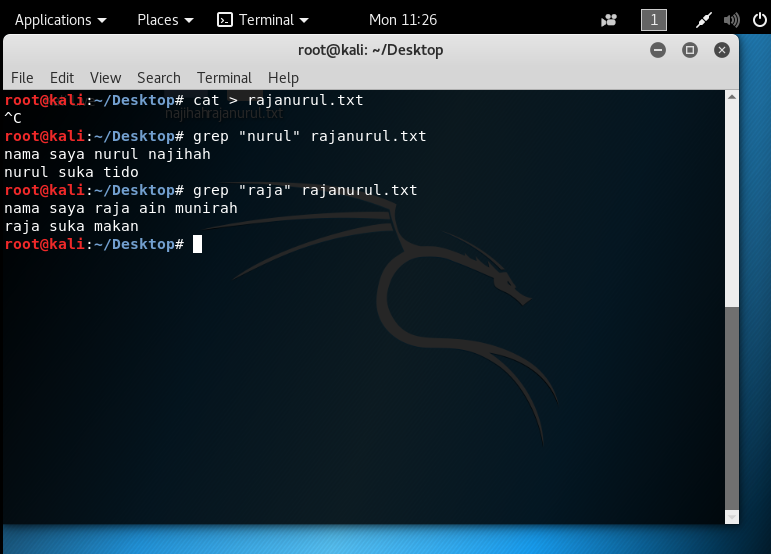 Applications Places Terminal Mon 11:26 1
root@kali: ~/Desktop
File Edit View Search Terminal Help
root@kali:~/Desktop# cat > rajanurul.txt
najihahrajanurul.txt
^C
root@kali:~/Desktop# grep "nurul" rajanurul.txt
nama saya nurul najihah
nurul suka tido
root@kali:~/Desktop# grep "raja" rajanurul.txt
nama saya raja ain munirah
raja suka makan
root@kali:~/Desktop#